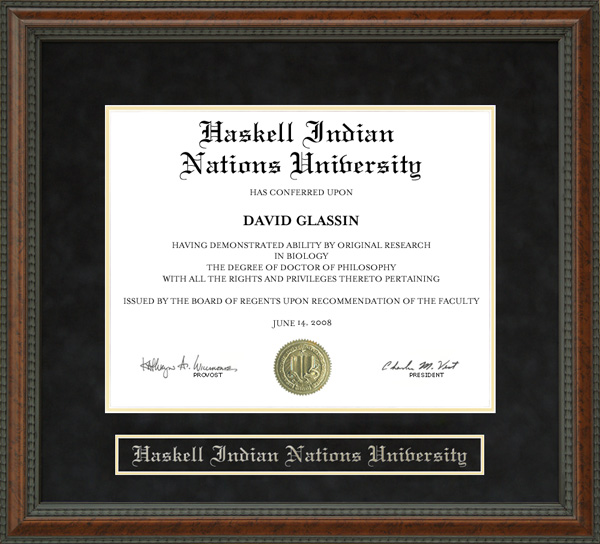 Haskell Indian
Nations University
HAS CONFERRED UPON
DAVID GLASSIN
HAVING DEMONSTRATED ABILITY BY ORIGINAL RESEARCH
IN BIOLOGY
THE DEGREE OF DOCTOR OF PHILOSOPHY
WITH ALL THE RIGHTS AND PRIVILEGES THERETO PERTAINING
ISSUED BY THE BOARD OF REGENTS UPON RECOMMENDATION OF THE FACULTY
JUNE 14, 2008
Charles M. Vest
PROVOST
PRESIDENT
Haskell Indian Nations University